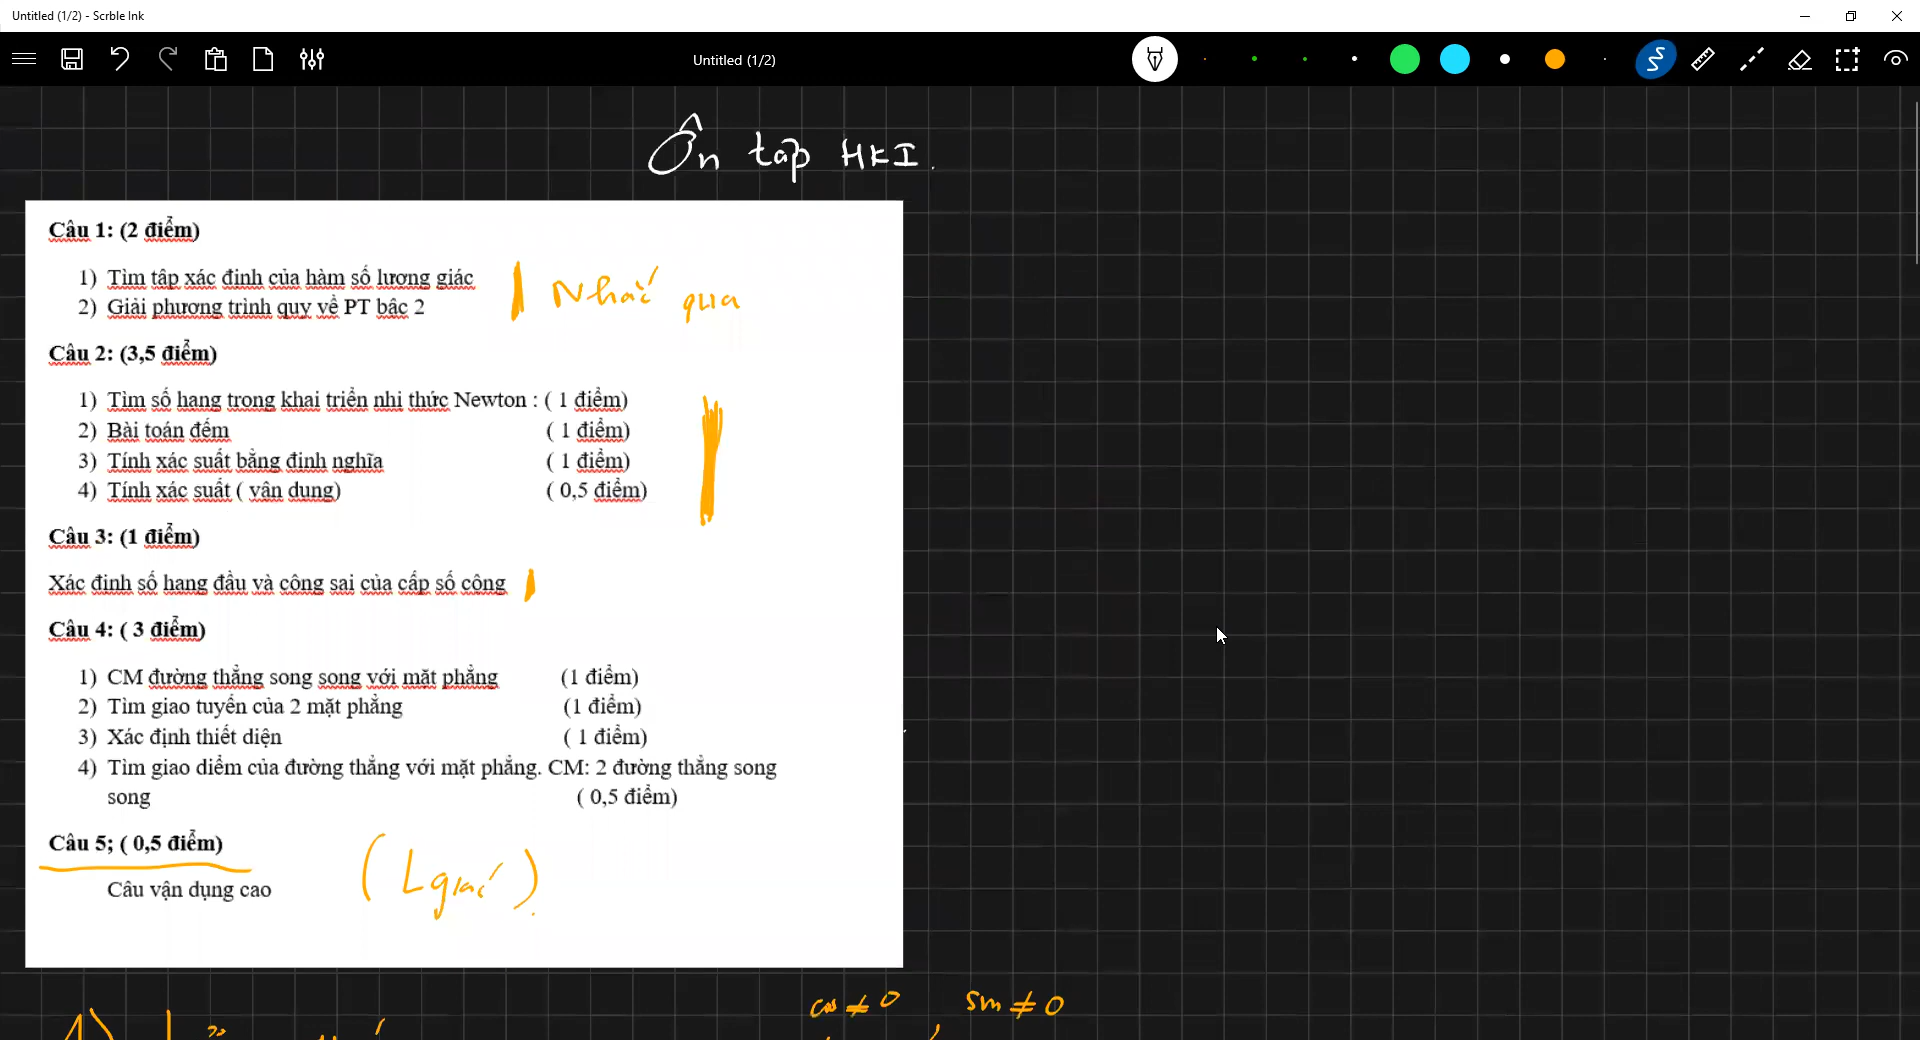 Untitled (1/2) - Scrble Ink
Untitled (1/2)
Ôn tập HKI.
Câu 1: (2 điểm)
1) Tìm tập xác định của hàm số lượng giác
2) Giải phương trình quy về PT bậc 2
Nhắc qua
Câu 2: (3,5 điểm)
1) Tìm số hạng trong khai triển nhị thức Newton : ( 1 điểm)
2) Bài toán đếm ( 1 điểm)
3) Tính xác suất bằng định nghĩa ( 1 điểm)
4) Tính xác suất ( vận dụng) ( 0,5 điểm)
Câu 3: (1 điểm)
Xác định số hạng đầu và công sai của cấp số cộng
Câu 4: ( 3 điểm)
1) CM đường thẳng song song với mặt phẳng (1 điểm)
2) Tìm giao tuyến của 2 mặt phẳng (1 điểm)
3) Xác định thiết diện ( 1 điểm)
4) Tìm giao diểm của đường thẳng với mặt phẳng. CM: 2 đường thẳng song
song ( 0,5 điểm)
Câu 5; ( 0,5 điểm)
Câu vận dụng cao
(Lgiác).
cos ≠ 0 , sin ≠ 0